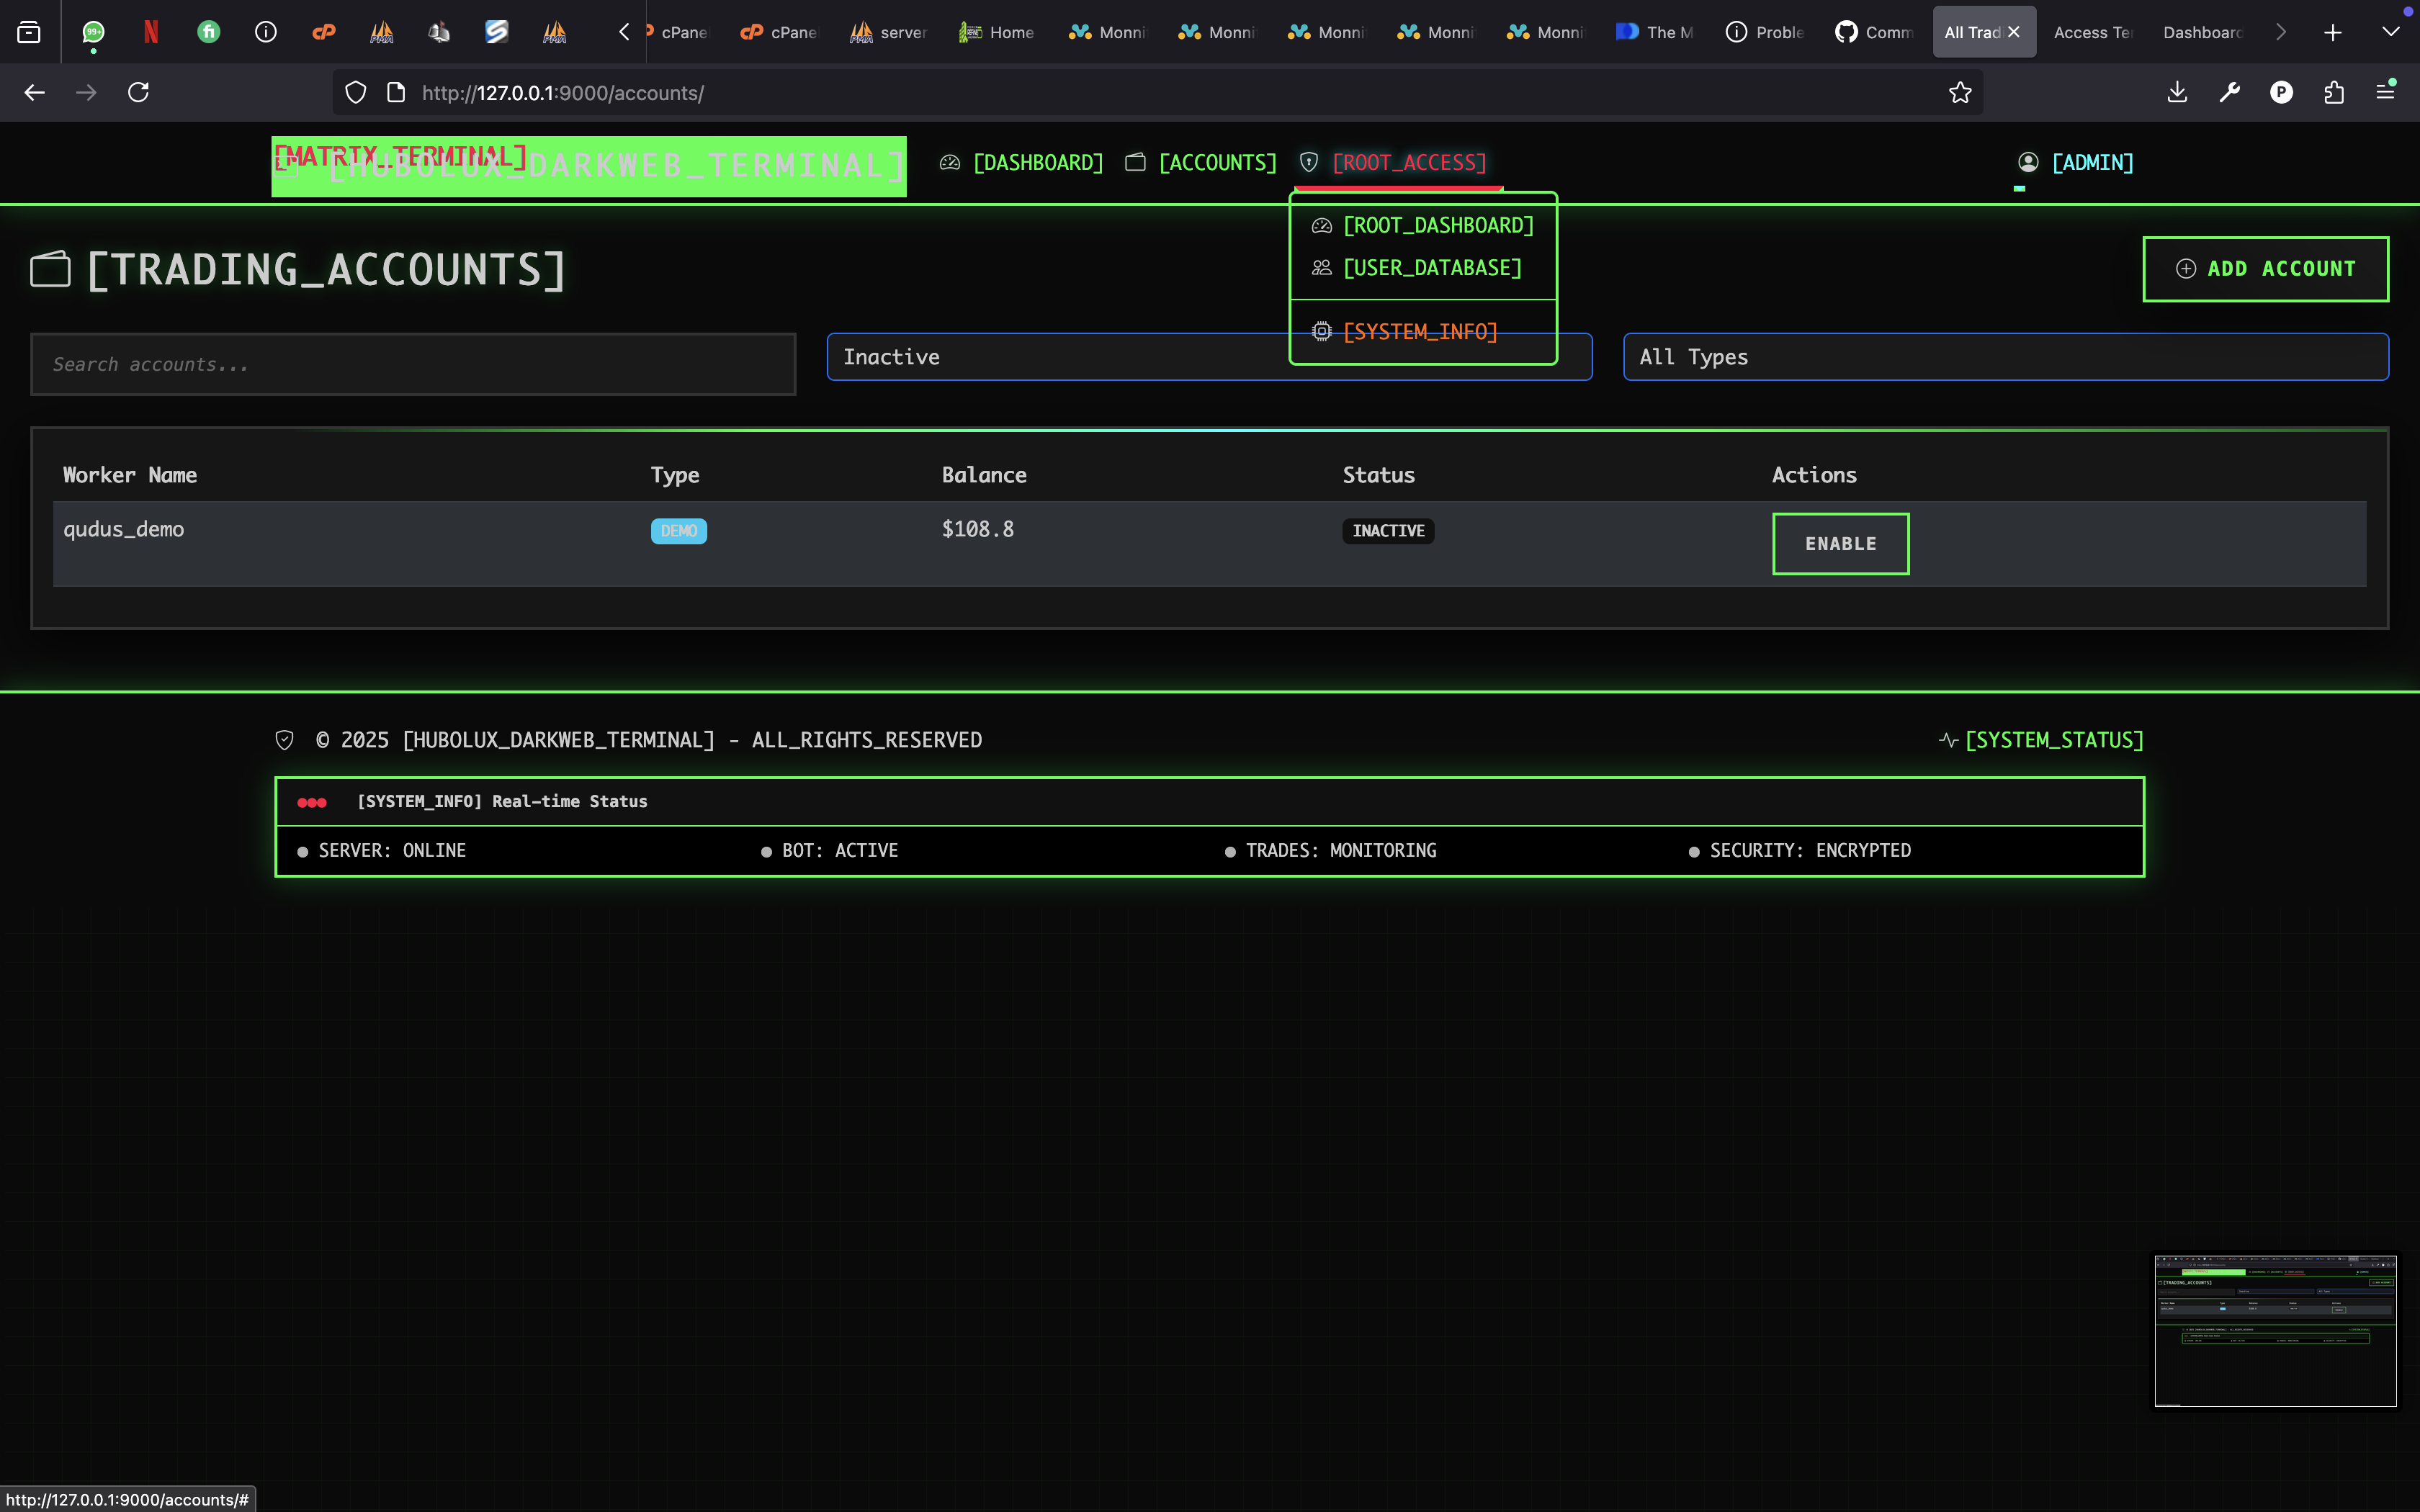 99+
cPane
cPane
server
Home
Monni
Monni
Monni
Monni
Monni
The M
Proble
Comm
All Tradi
Access Te
Dashboard
http://127.0.0.1:9000/accounts/
[MATRIX_TERMINAL]
[HUBOLUX_DARKWEB_TERMINAL]
[DASHBOARD]
[ACCOUNTS]
[ROOT_ACCESS]
[ADMIN]
[ROOT_DASHBOARD]
[USER_DATABASE]
[SYSTEM_INFO]
[TRADING_ACCOUNTS]
ADD ACCOUNT
Search accounts...
Inactive
All Types
Worker Name Type Balance Status Actions
qudus_demo DEMO $108.8 INACTIVE ENABLE
© 2025 [HUBOLUX_DARKWEB_TERMINAL] - ALL_RIGHTS_RESERVED
[SYSTEM_STATUS]
[SYSTEM_INFO] Real-time Status
SERVER: ONLINE
BOT: ACTIVE
TRADES: MONITORING
SECURITY: ENCRYPTED
http://127.0.0.1:9000/accounts/#